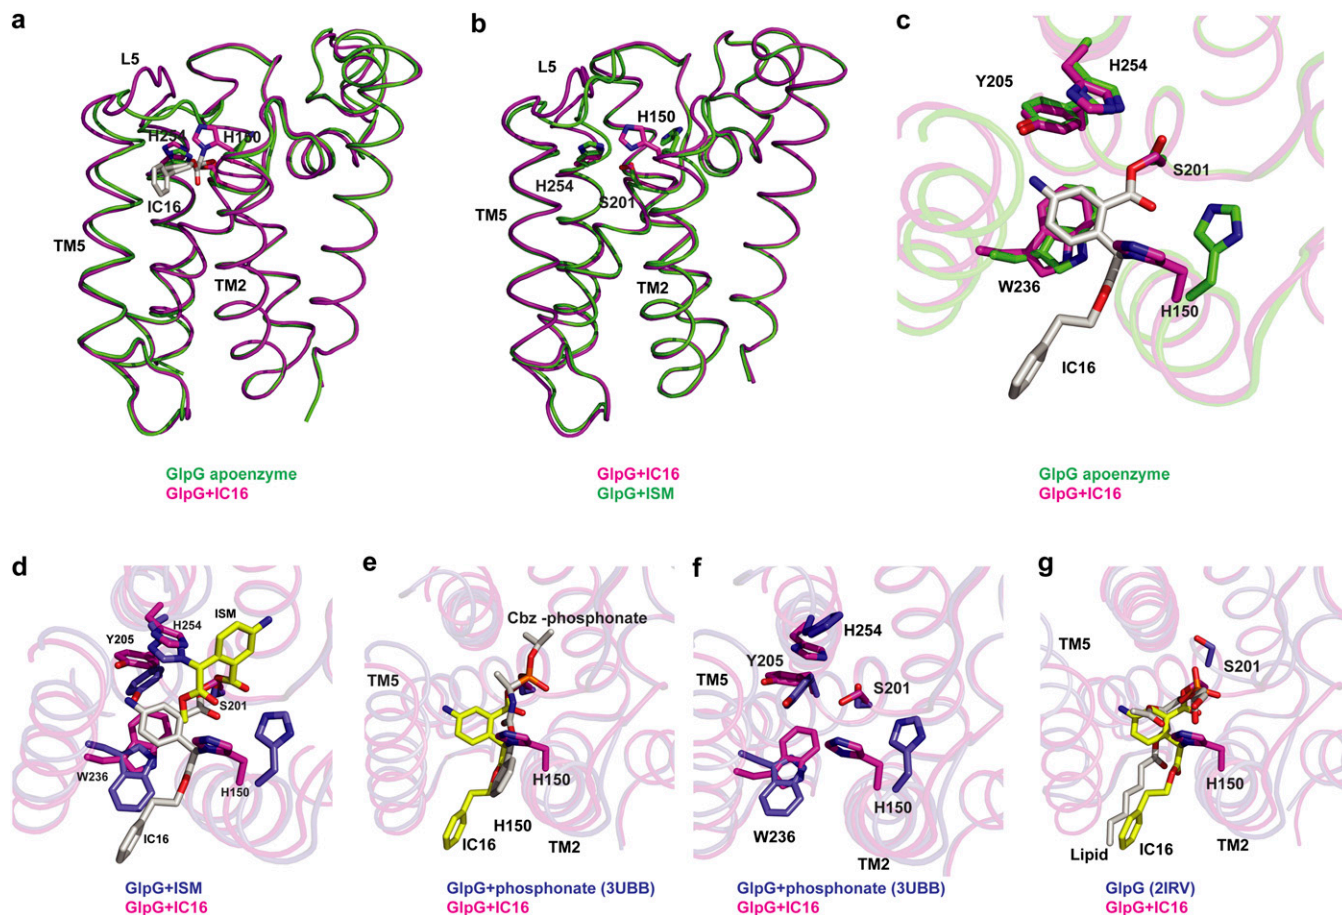 a
L5
H254
H150
IC16
TM5
TM2
GlpG apoenzyme
GlpG+IC16
b
L5
H150
H254
S201
TM5
TM2
GlpG+IC16
GlpG+ISM
c
H254
Y205
S201
W236
H150
IC16
GlpG apoenzyme
GlpG+IC16
d
ISM
H254
Y205
S201
W236
H150
IC16
GlpG+ISM
GlpG+IC16
e
Cbz -phosphonate
TM5
H150
H150
IC16
TM2
GlpG+phosphonate (3UBB)
GlpG+IC16
f
H254
Y205
TM5
S201
H150
W236
TM2
GlpG+phosphonate (3UBB)
GlpG+IC16
g
TM5
S201
H150
Lipid
IC16
TM2
GlpG (2IRV)
GlpG+IC16